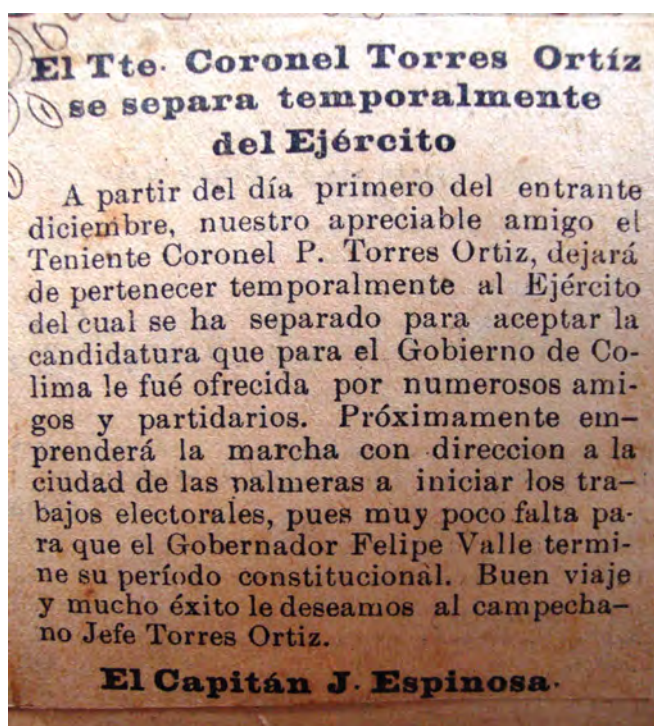 El Tte. Coronel Torres Ortíz
se separa temporalmente
del Ejército
A partir del día primero del entrante
diciembre, nuestro apreciable amigo el
Teniente Coronel P. Torres Ortiz, dejará
de pertenecer temporalmente al Ejército
del cual se ha separado para aceptar la
candidatura que para el Gobierno de Co-
lima le fué ofrecida por numerosos ami-
gos y partidarios. Próximamente em-
prenderá la marcha con direccion a la
ciudad de las palmeras a iniciar los tra-
bajos electorales, pues muy poco falta pa-
ra que el Gobernador Felipe Valle termi-
ne su período constitucional. Buen viaje
y mucho éxito le deseamos al campecha-
no Jefe Torres Ortiz.
El Capitán J. Espinosa.